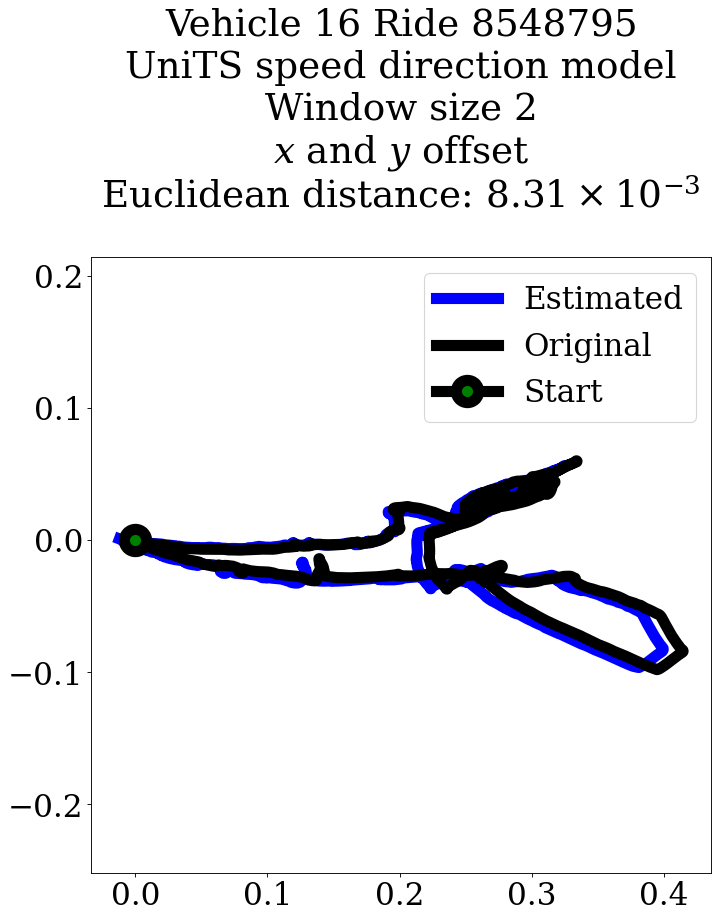 Vehicle 16 Ride 8548795
UniTS speed direction model
Window size 2
x and y offset
Euclidean distance: 8.31 × 10⁻³
Estimated
Original
Start
0.2
0.1
0.0
−0.1
−0.2
0.0 0.1 0.2 0.3 0.4